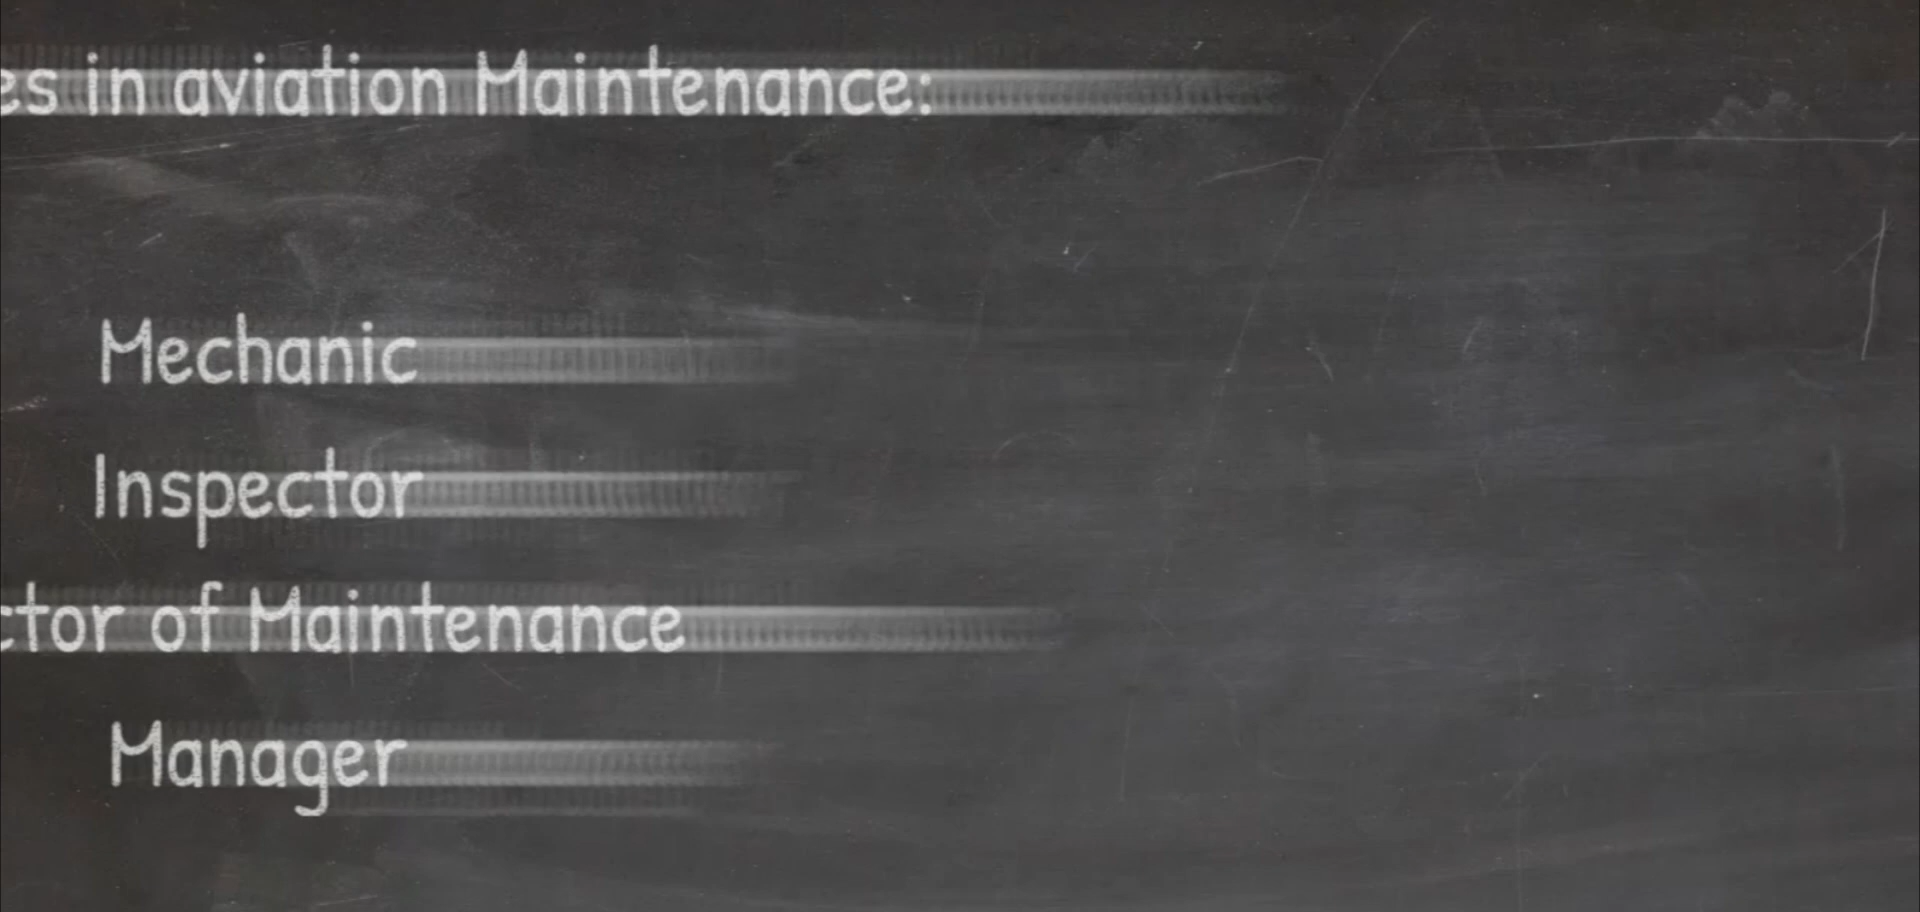 es in aviation Maintenance:
Mechanic
Inspector
ctor of Maintenance
Manager